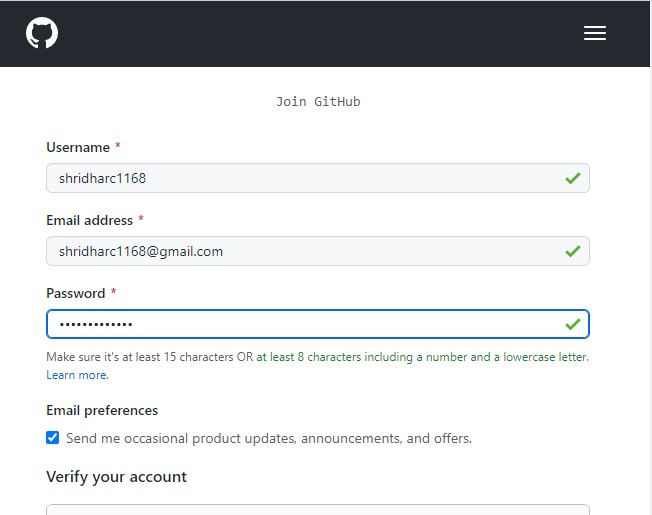 Join GitHub
Username *
shridharc1168
Email address *
shridharc1168@gmail.com
Password *
•••••••••••••
Make sure it's at least 15 characters OR at least 8 characters including a number and a lowercase letter.
Learn more.
Email preferences
Send me occasional product updates, announcements, and offers.
Verify your account